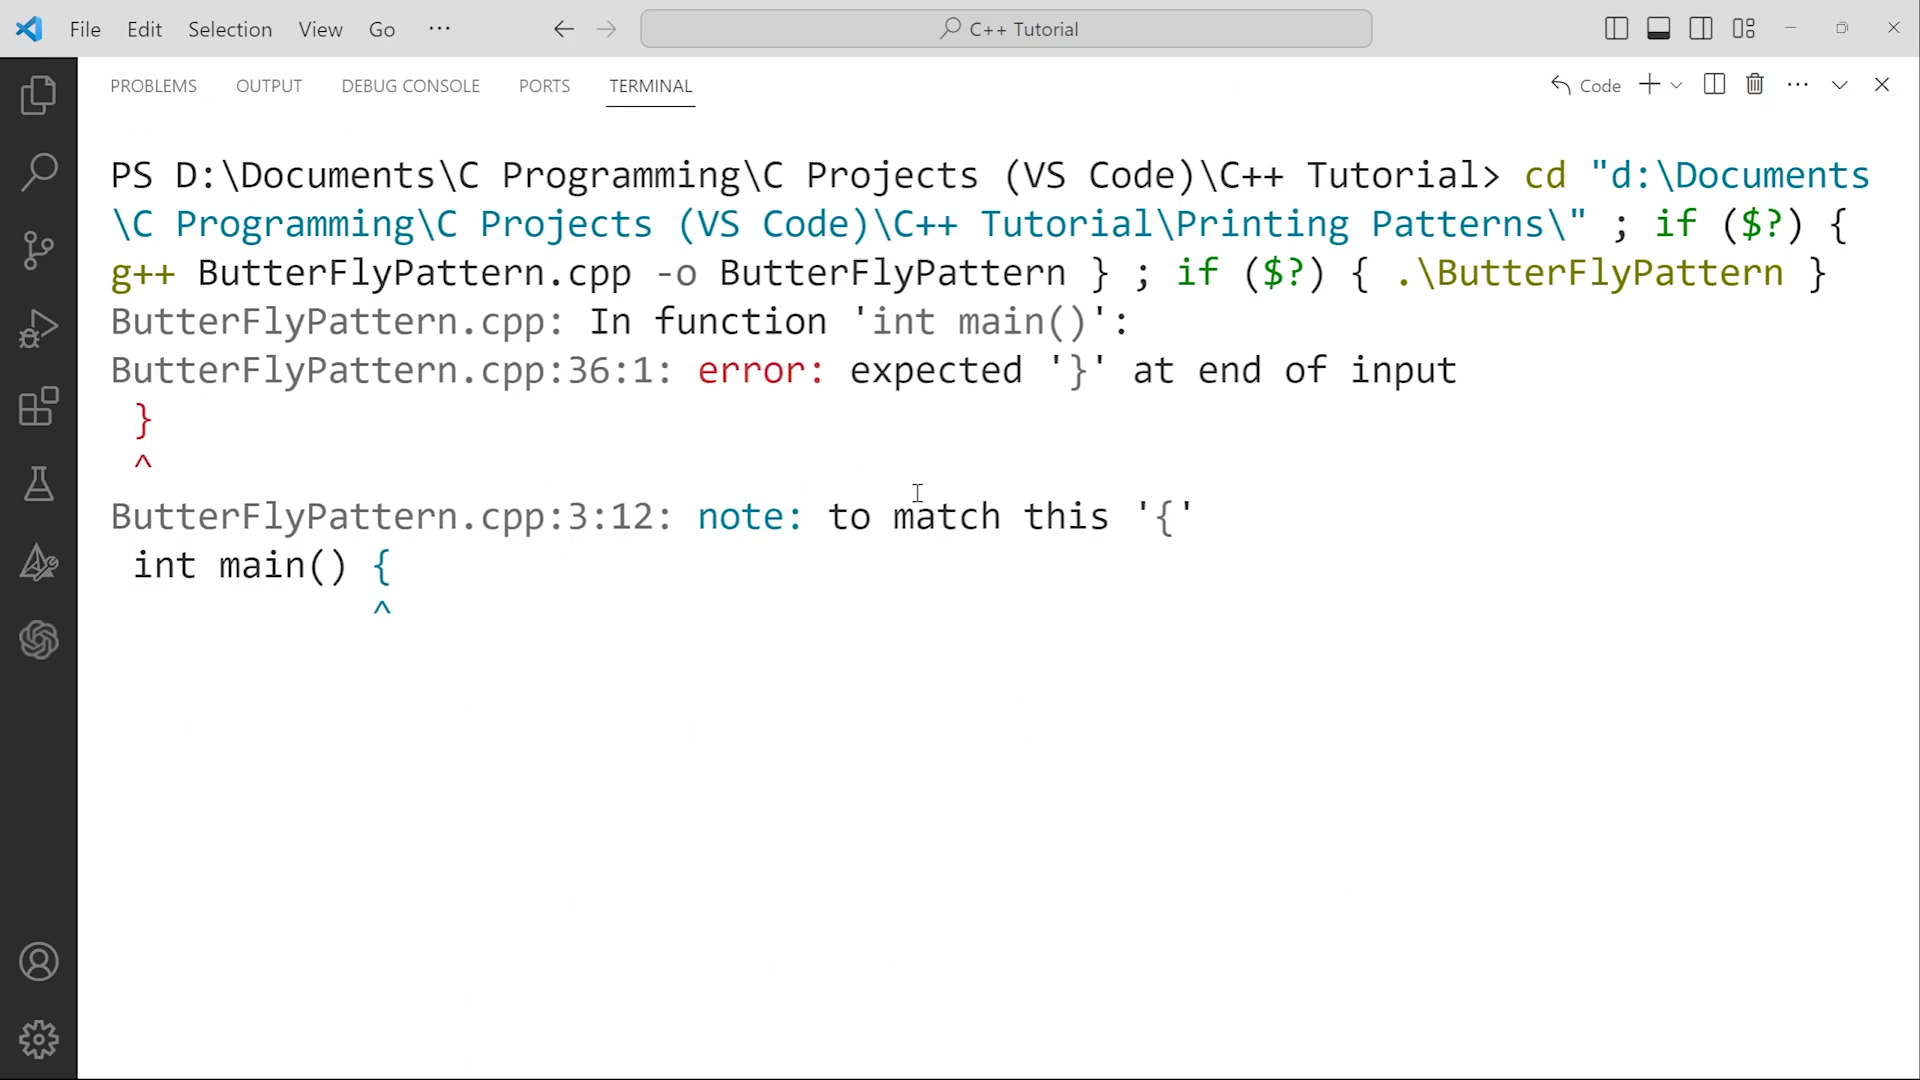 File Edit Selection View Go ··· C++ Tutorial
PROBLEMS OUTPUT DEBUG CONSOLE PORTS TERMINAL Code
PS D:\Documents\C Programming\C Projects (VS Code)\C++ Tutorial> cd "d:\Documents
\C Programming\C Projects (VS Code)\C++ Tutorial\Printing Patterns\" ; if ($?) {
g++ ButterFlyPattern.cpp -o ButterFlyPattern } ; if ($?) { .\ButterFlyPattern }
ButterFlyPattern.cpp: In function 'int main()':
ButterFlyPattern.cpp:36:1: error: expected '}' at end of input
}
^
ButterFlyPattern.cpp:3:12: note: to match this '{'
int main() {
^